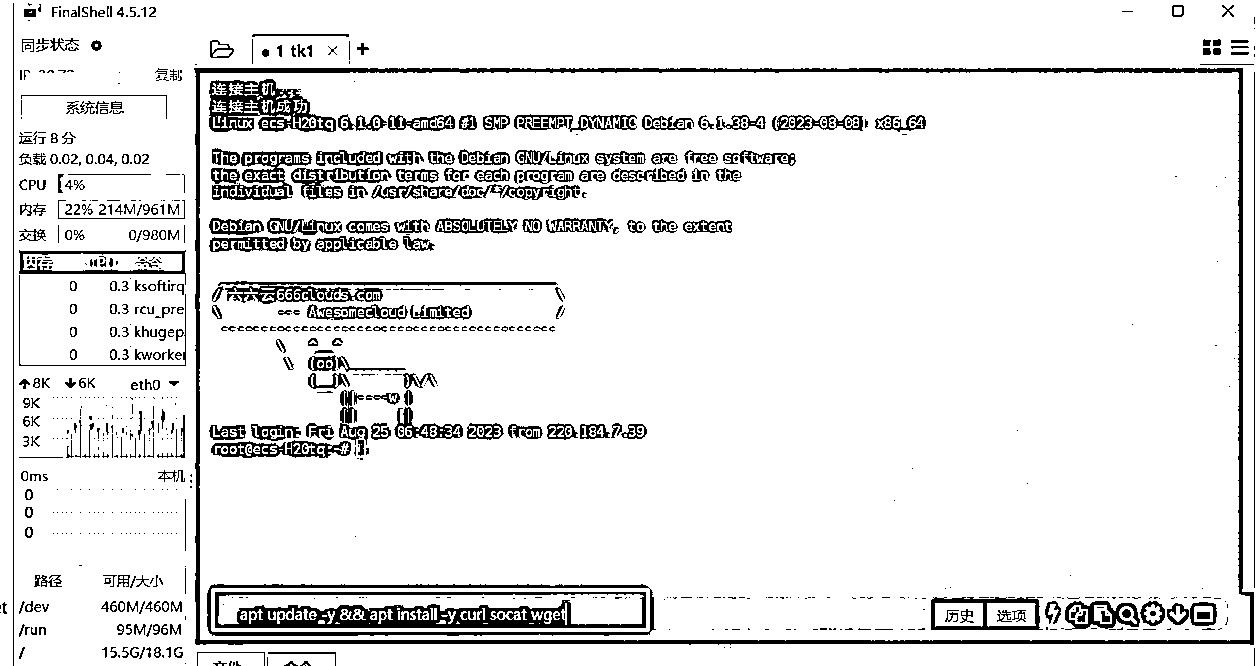 FinalShell 4.5.12
同步状态
1 tk1
复制
系统信息
运行 8 分
负载 0.02, 0.04, 0.02
CPU 4%
内存 22% 214M/961M
交换 0% 0/980M
内存 CPU 命令
0 0.3 ksoftirq
0 0.3 rcu_pre
0 0.3 khugep
0 0.3 kworker
8K 6K eth0
9K
6K
3K
0ms 本机
0
0
0
路径 可用/大小
/dev 460M/460M
/run 95M/96M
/ 15.5G/18.1G
连接主机...
连接主机成功
Linux ecs-H20tq 6.1.0-11-amd64 #1 SMP PREEMPT_DYNAMIC Debian 6.1.38-4 (2023-08-08) x86_64
The programs included with the Debian GNU/Linux system are free software;
the exact distribution terms for each program are described in the
individual files in /usr/share/doc/*/copyright.
Debian GNU/Linux comes with ABSOLUTELY NO WARRANTY, to the extent
permitted by applicable law.
六六云666clouds.com
--- Awesomecloud Limited
(oo)
(__)
||----w |
|| ||
Last login: Fri Aug 25 06:48:34 2023 from 220.184.7.39
root@ecs-H20tq:~#
apt update -y && apt install -y curl socat wget
历史 选项
文件 命令